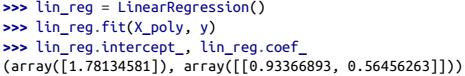 >>> lin_reg = LinearRegression()
>>> lin_reg.fit(X_poly, y)
>>> lin_reg.intercept_, lin_reg.coef_
(array([1.78134581]), array([[0.93366893, 0.56456263]]))